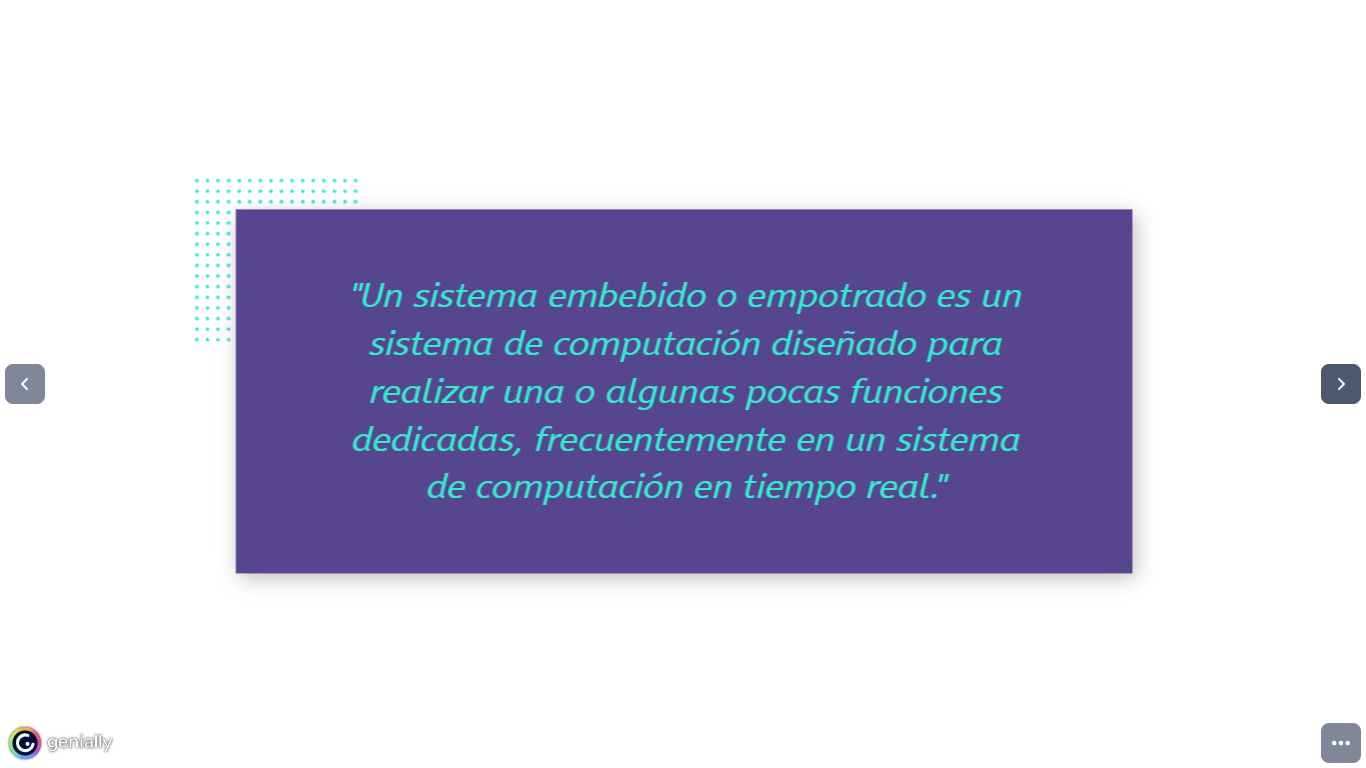 "Un sistema embebido o empotrado es un
sistema de computación diseñado para
realizar una o algunas pocas funciones
dedicadas, frecuentemente en un sistema
de computación en tiempo real."
genially